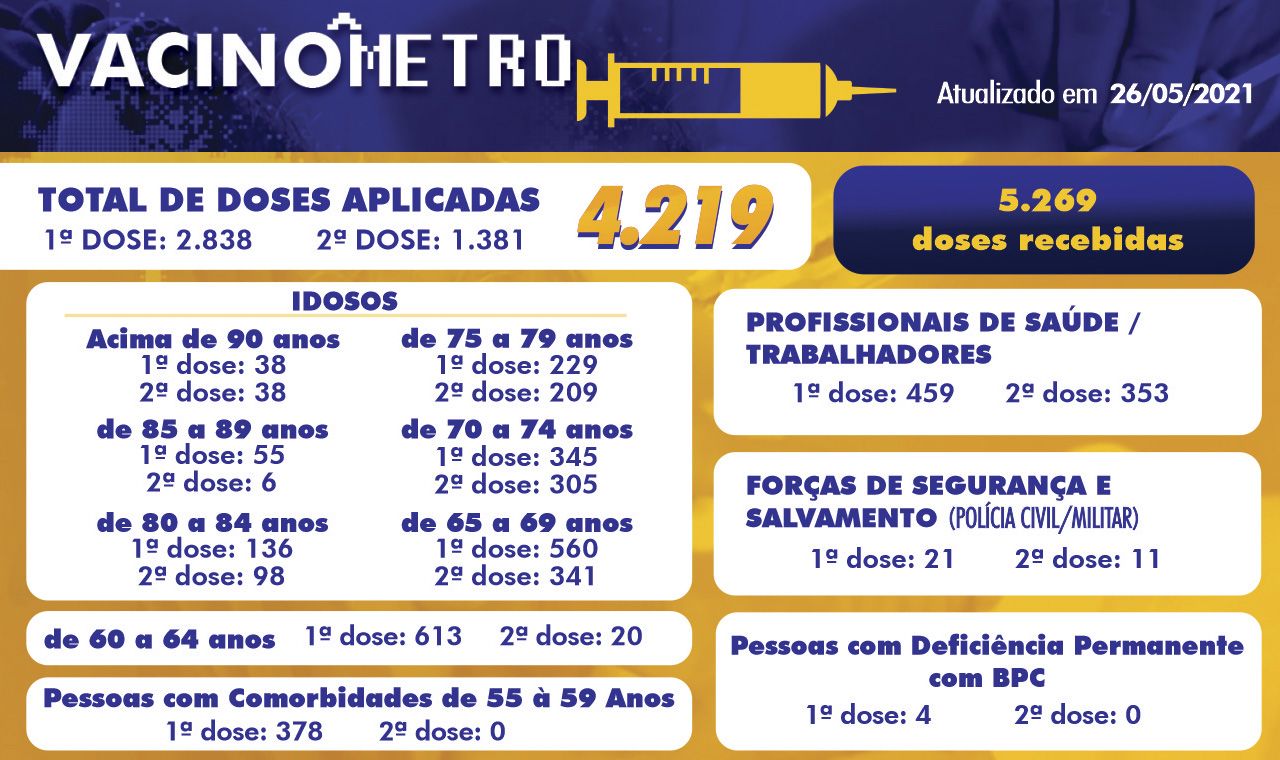 VACINÔMETRO
Atualizado em 26/05/2021
TOTAL DE DOSES APLICADAS 4.219
1ª DOSE: 2.838 2ª DOSE: 1.381
5.269
doses recebidas
IDOSOS
Acima de 90 anos
1ª dose: 38
2ª dose: 38
de 85 a 89 anos
1ª dose: 55
2ª dose: 6
de 80 a 84 anos
1ª dose: 136
2ª dose: 98
de 75 a 79 anos
1ª dose: 229
2ª dose: 209
de 70 a 74 anos
1ª dose: 345
2ª dose: 305
de 65 a 69 anos
1ª dose: 560
2ª dose: 341
de 60 a 64 anos 1ª dose: 613 2ª dose: 20
Pessoas com Comorbidades de 55 à 59 Anos
1ª dose: 378 2ª dose: 0
PROFISSIONAIS DE SAÚDE /
TRABALHADORES
1ª dose: 459 2ª dose: 353
FORÇAS DE SEGURANÇA E
SALVAMENTO (POLÍCIA CIVIL/MILITAR)
1ª dose: 21 2ª dose: 11
Pessoas com Deficiência Permanente
com BPC
1ª dose: 4 2ª dose: 0